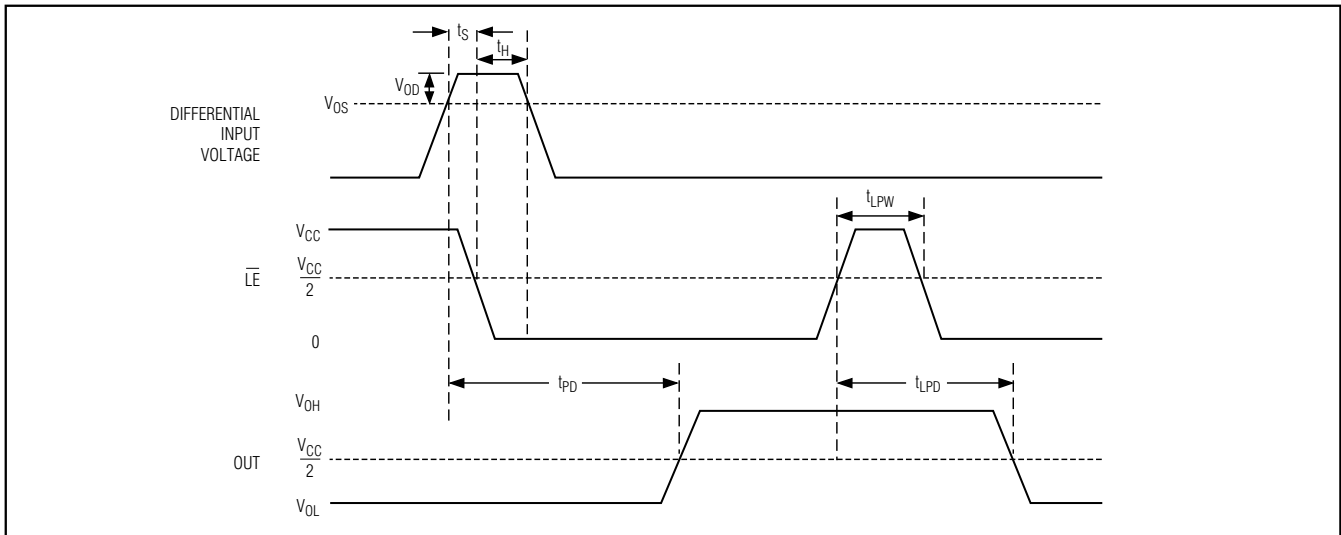 tS
tH
VOD
VOS
DIFFERENTIAL
INPUT
VOLTAGE
tLPW
VCC
VCC
2
L̅E̅
0
tPD
tLPD
VOH
VCC
2
OUT
VOL